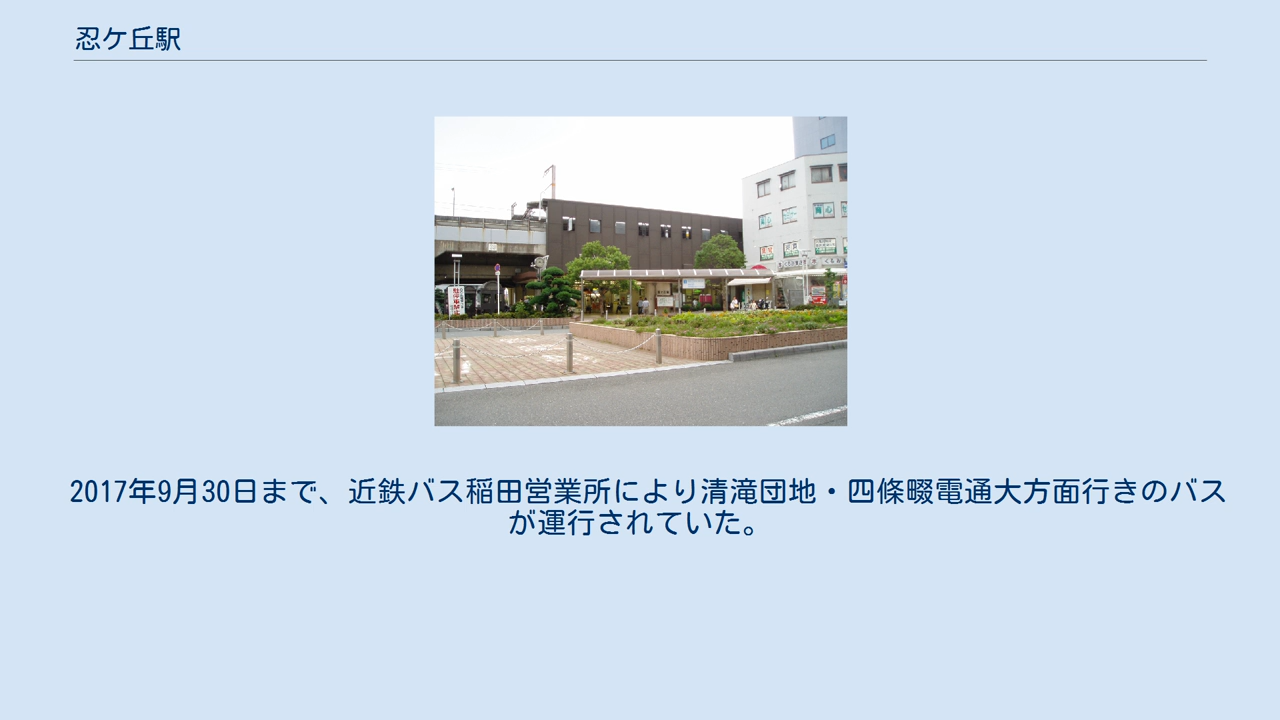 忍ケ丘駅
2017年9月30日まで、近鉄バス稲田営業所により清滝団地・四條畷電通大方面行きのバス
が運行されていた。